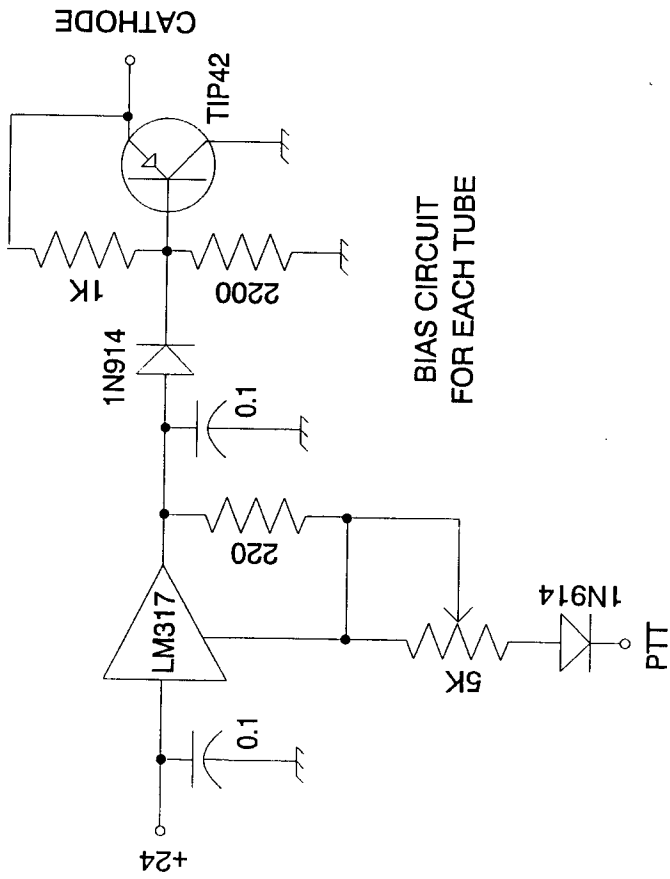 CATHODE
TIP42
1K
2200
1N914
0.1
BIAS CIRCUIT
FOR EACH TUBE
LM317
220
0.1
5K
1N914
PTT
+24